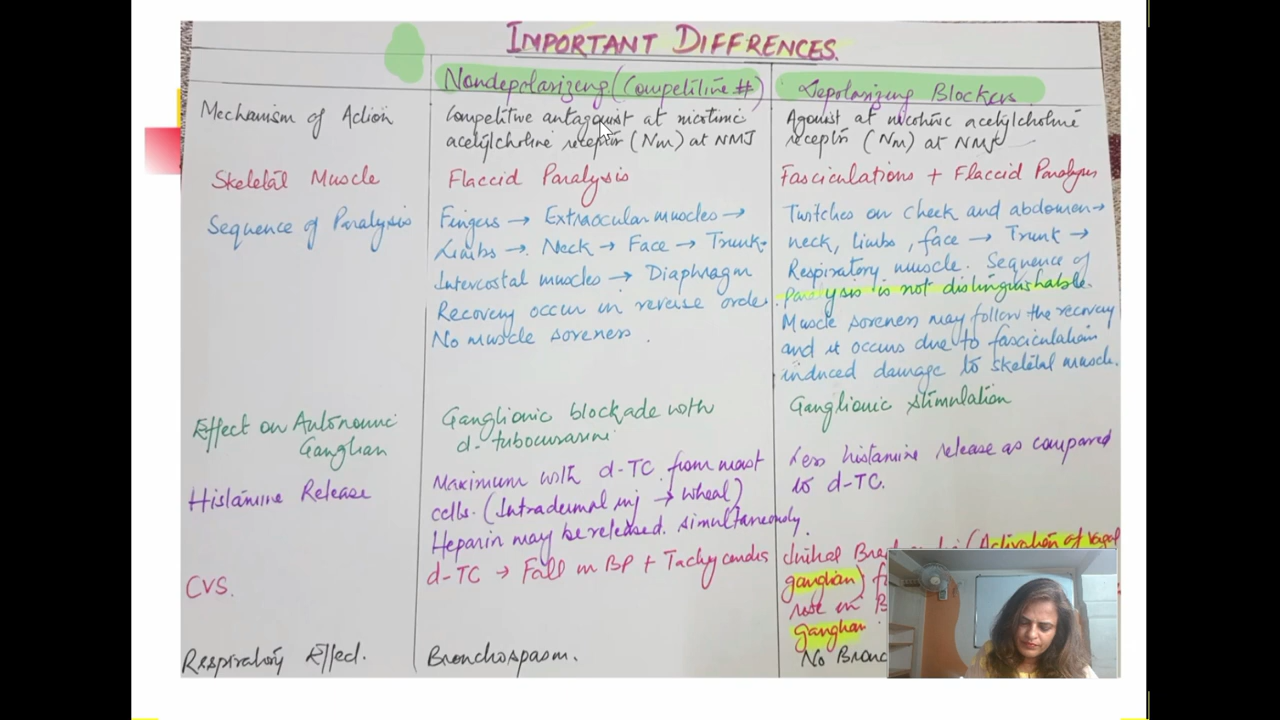 IMPORTANT DIFFRENCES.
Nondepolarizing (Competitive #)
Depolarizing Blockers
Mechanism of Action
Competitive antagonist at nicotinic
acetylcholine receptor (Nm) at NMJ
Agonist at nicotinic acetylcholine
receptor (Nm) at NMJ
Skeletal Muscle
Flaccid Paralysis
Fasciculations + Flaccid Paralysis
Sequence of Paralysis
Fingers → Extraocular muscles →
Limbs → Neck → Face → Trunk-
Intercostal muscles → Diaphragm
Recovery occur in reverse order
No muscle soreness.
Twitches on cheek and abdomen →
neck, limbs, face → Trunk →
Respiratory muscle. Sequence of
Paralysis is not distinguishable.
Muscle soreness may follow the recovery
and it occurs due to fasciculation
induced damage to skeletal muscle.
Effect on Autonomic
Ganglian
Ganglionic blockade with
d-tubocurarine
Ganglionic stimulation
Histamine Release
Maximum with d-TC from mast
cells. (Intradermal inj → wheal)
Heparin may be released simultaneously.
Less histamine release as compared
to d-TC.
CVS.
d-TC → Fall in BP + Tachycardia
Initial (Activation of Vagal
ganglian)
rise in
ganglian
Respiratory Effect.
Bronchospasm.
No